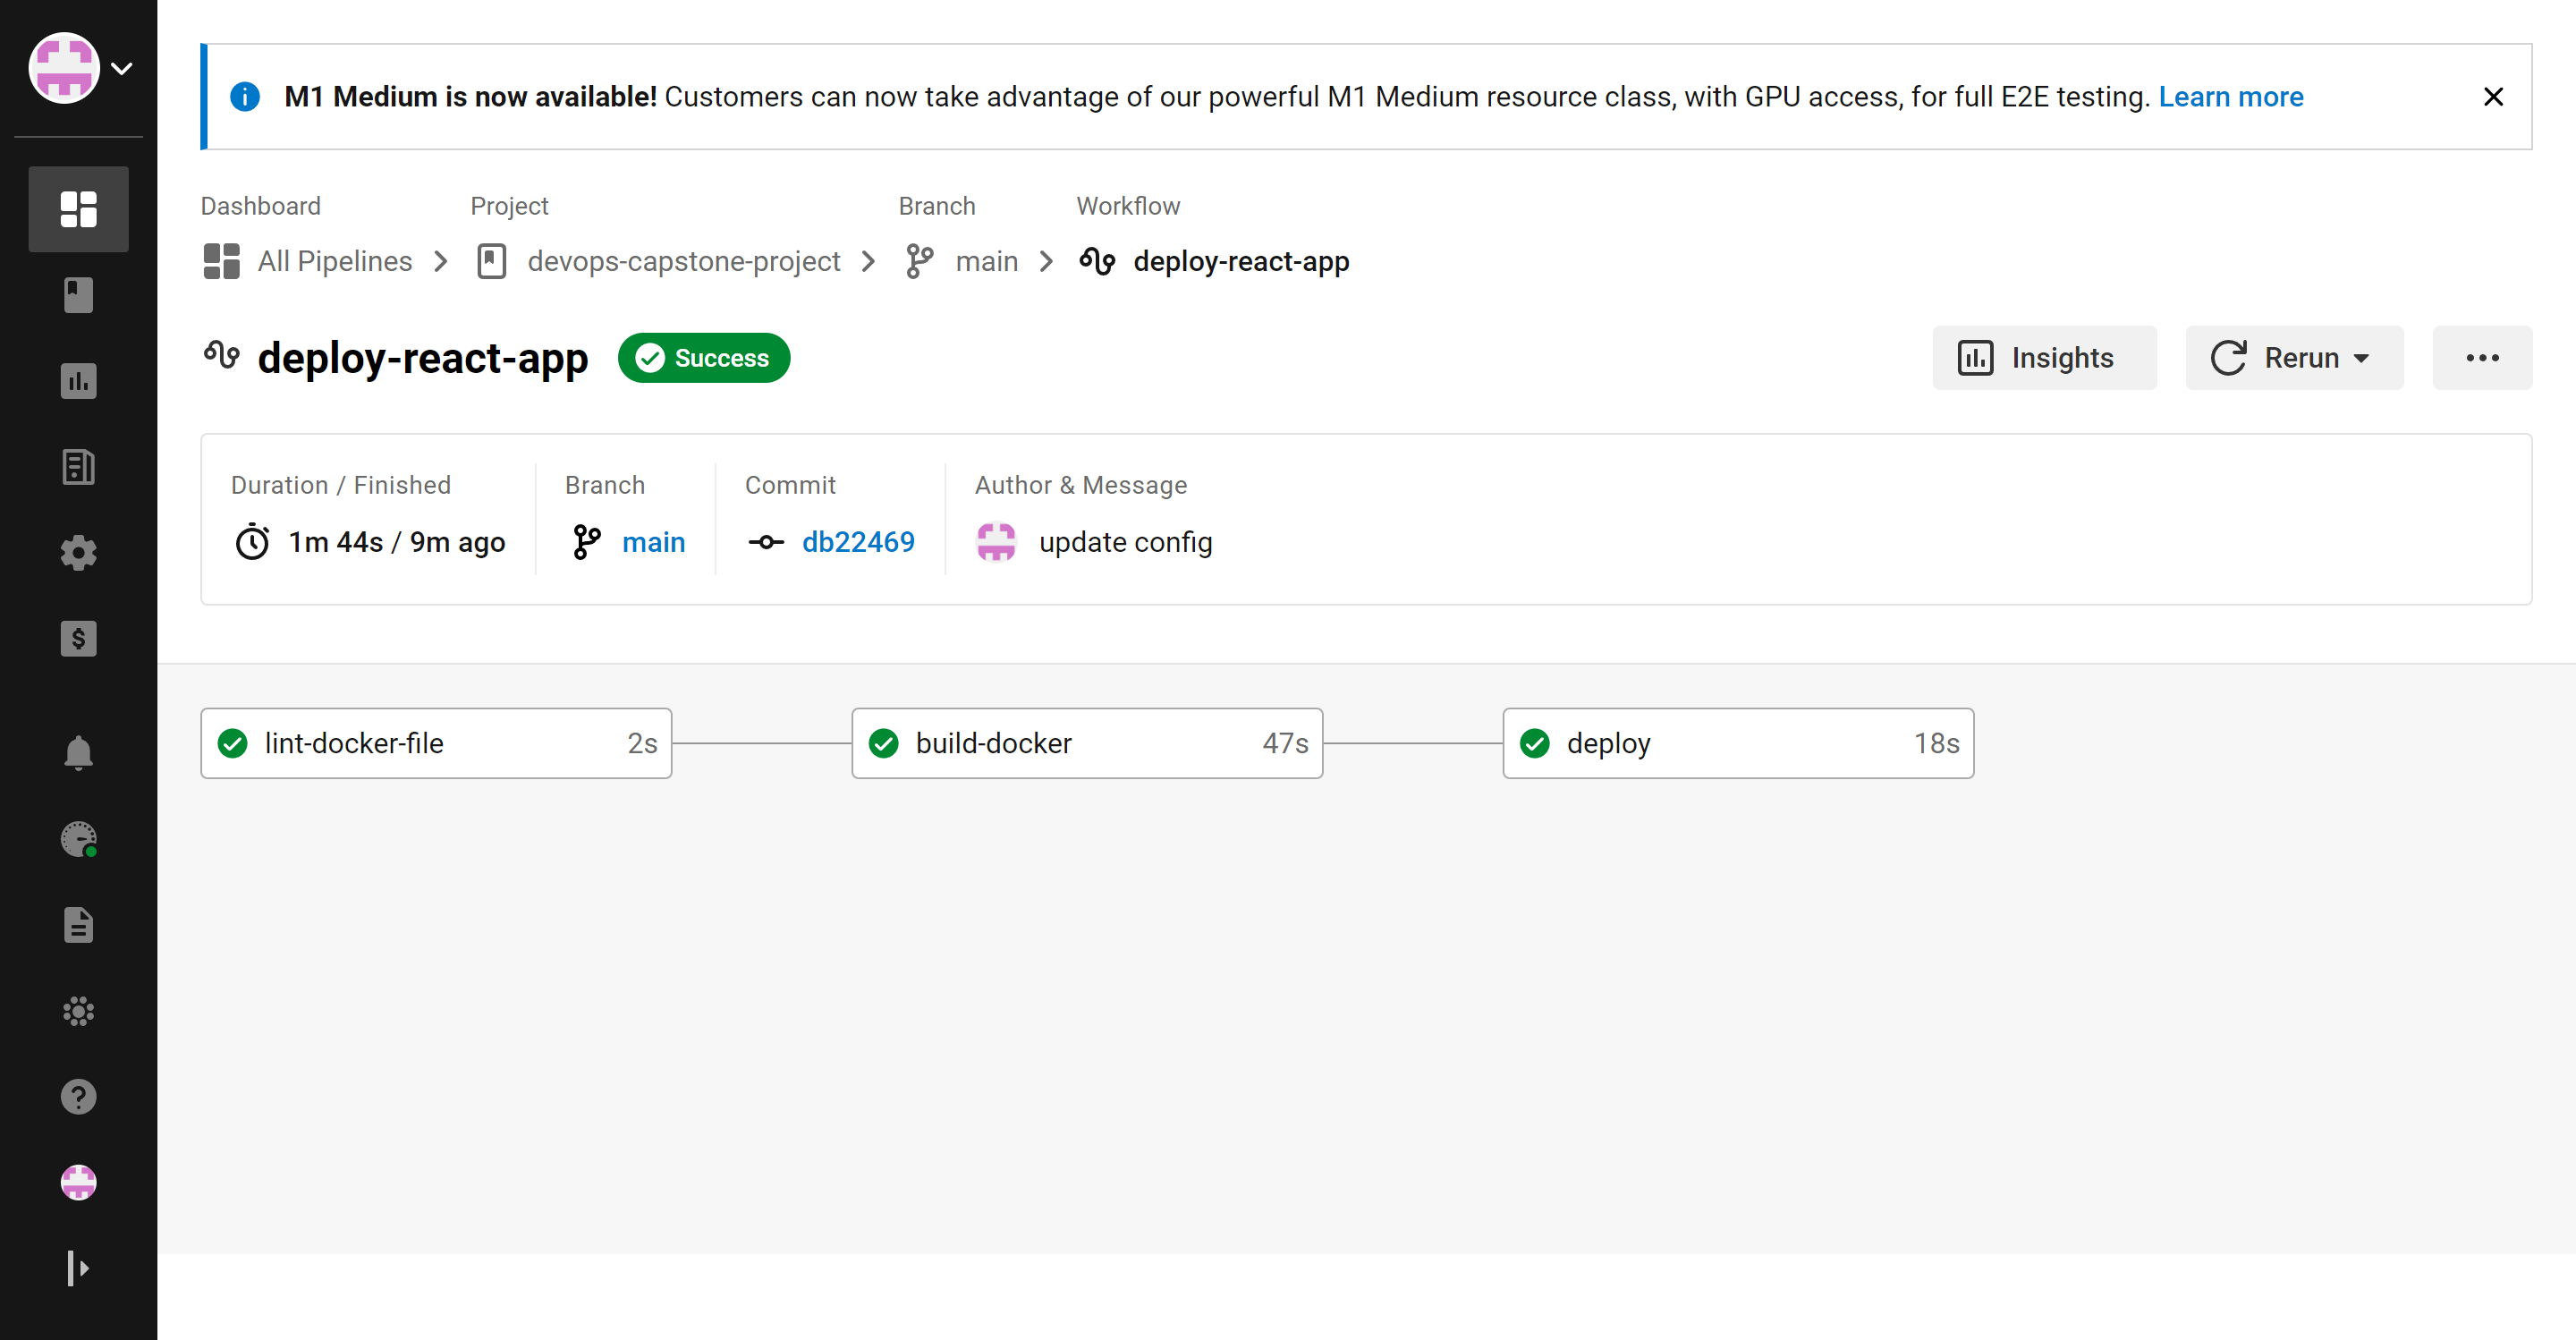 M1 Medium is now available! Customers can now take advantage of our powerful M1 Medium resource class, with GPU access, for full E2E testing. Learn more
Dashboard Project Branch Workflow
All Pipelines devops-capstone-project main deploy-react-app
deploy-react-app Success Insights Rerun
Duration / Finished Branch Commit Author & Message
1m 44s / 9m ago main db22469 update config
lint-docker-file 2s build-docker 47s deploy 18s